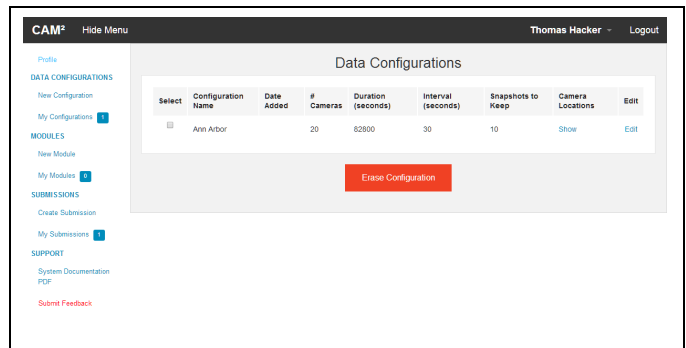 CAM² Hide Menu Thomas Hacker Logout
Profile
DATA CONFIGURATIONS
New Configuration
My Configurations 1
MODULES
New Module
My Modules 0
SUBMISSIONS
Create Submission
My Submissions 1
SUPPORT
System Documentation
PDF
Submit Feedback
Data Configurations
Select Configuration Name Date Added # Cameras Duration (seconds) Interval (seconds) Snapshots to Keep Camera Locations Edit
Ann Arbor 20 82800 30 10 Show Edit
Erase Configuration